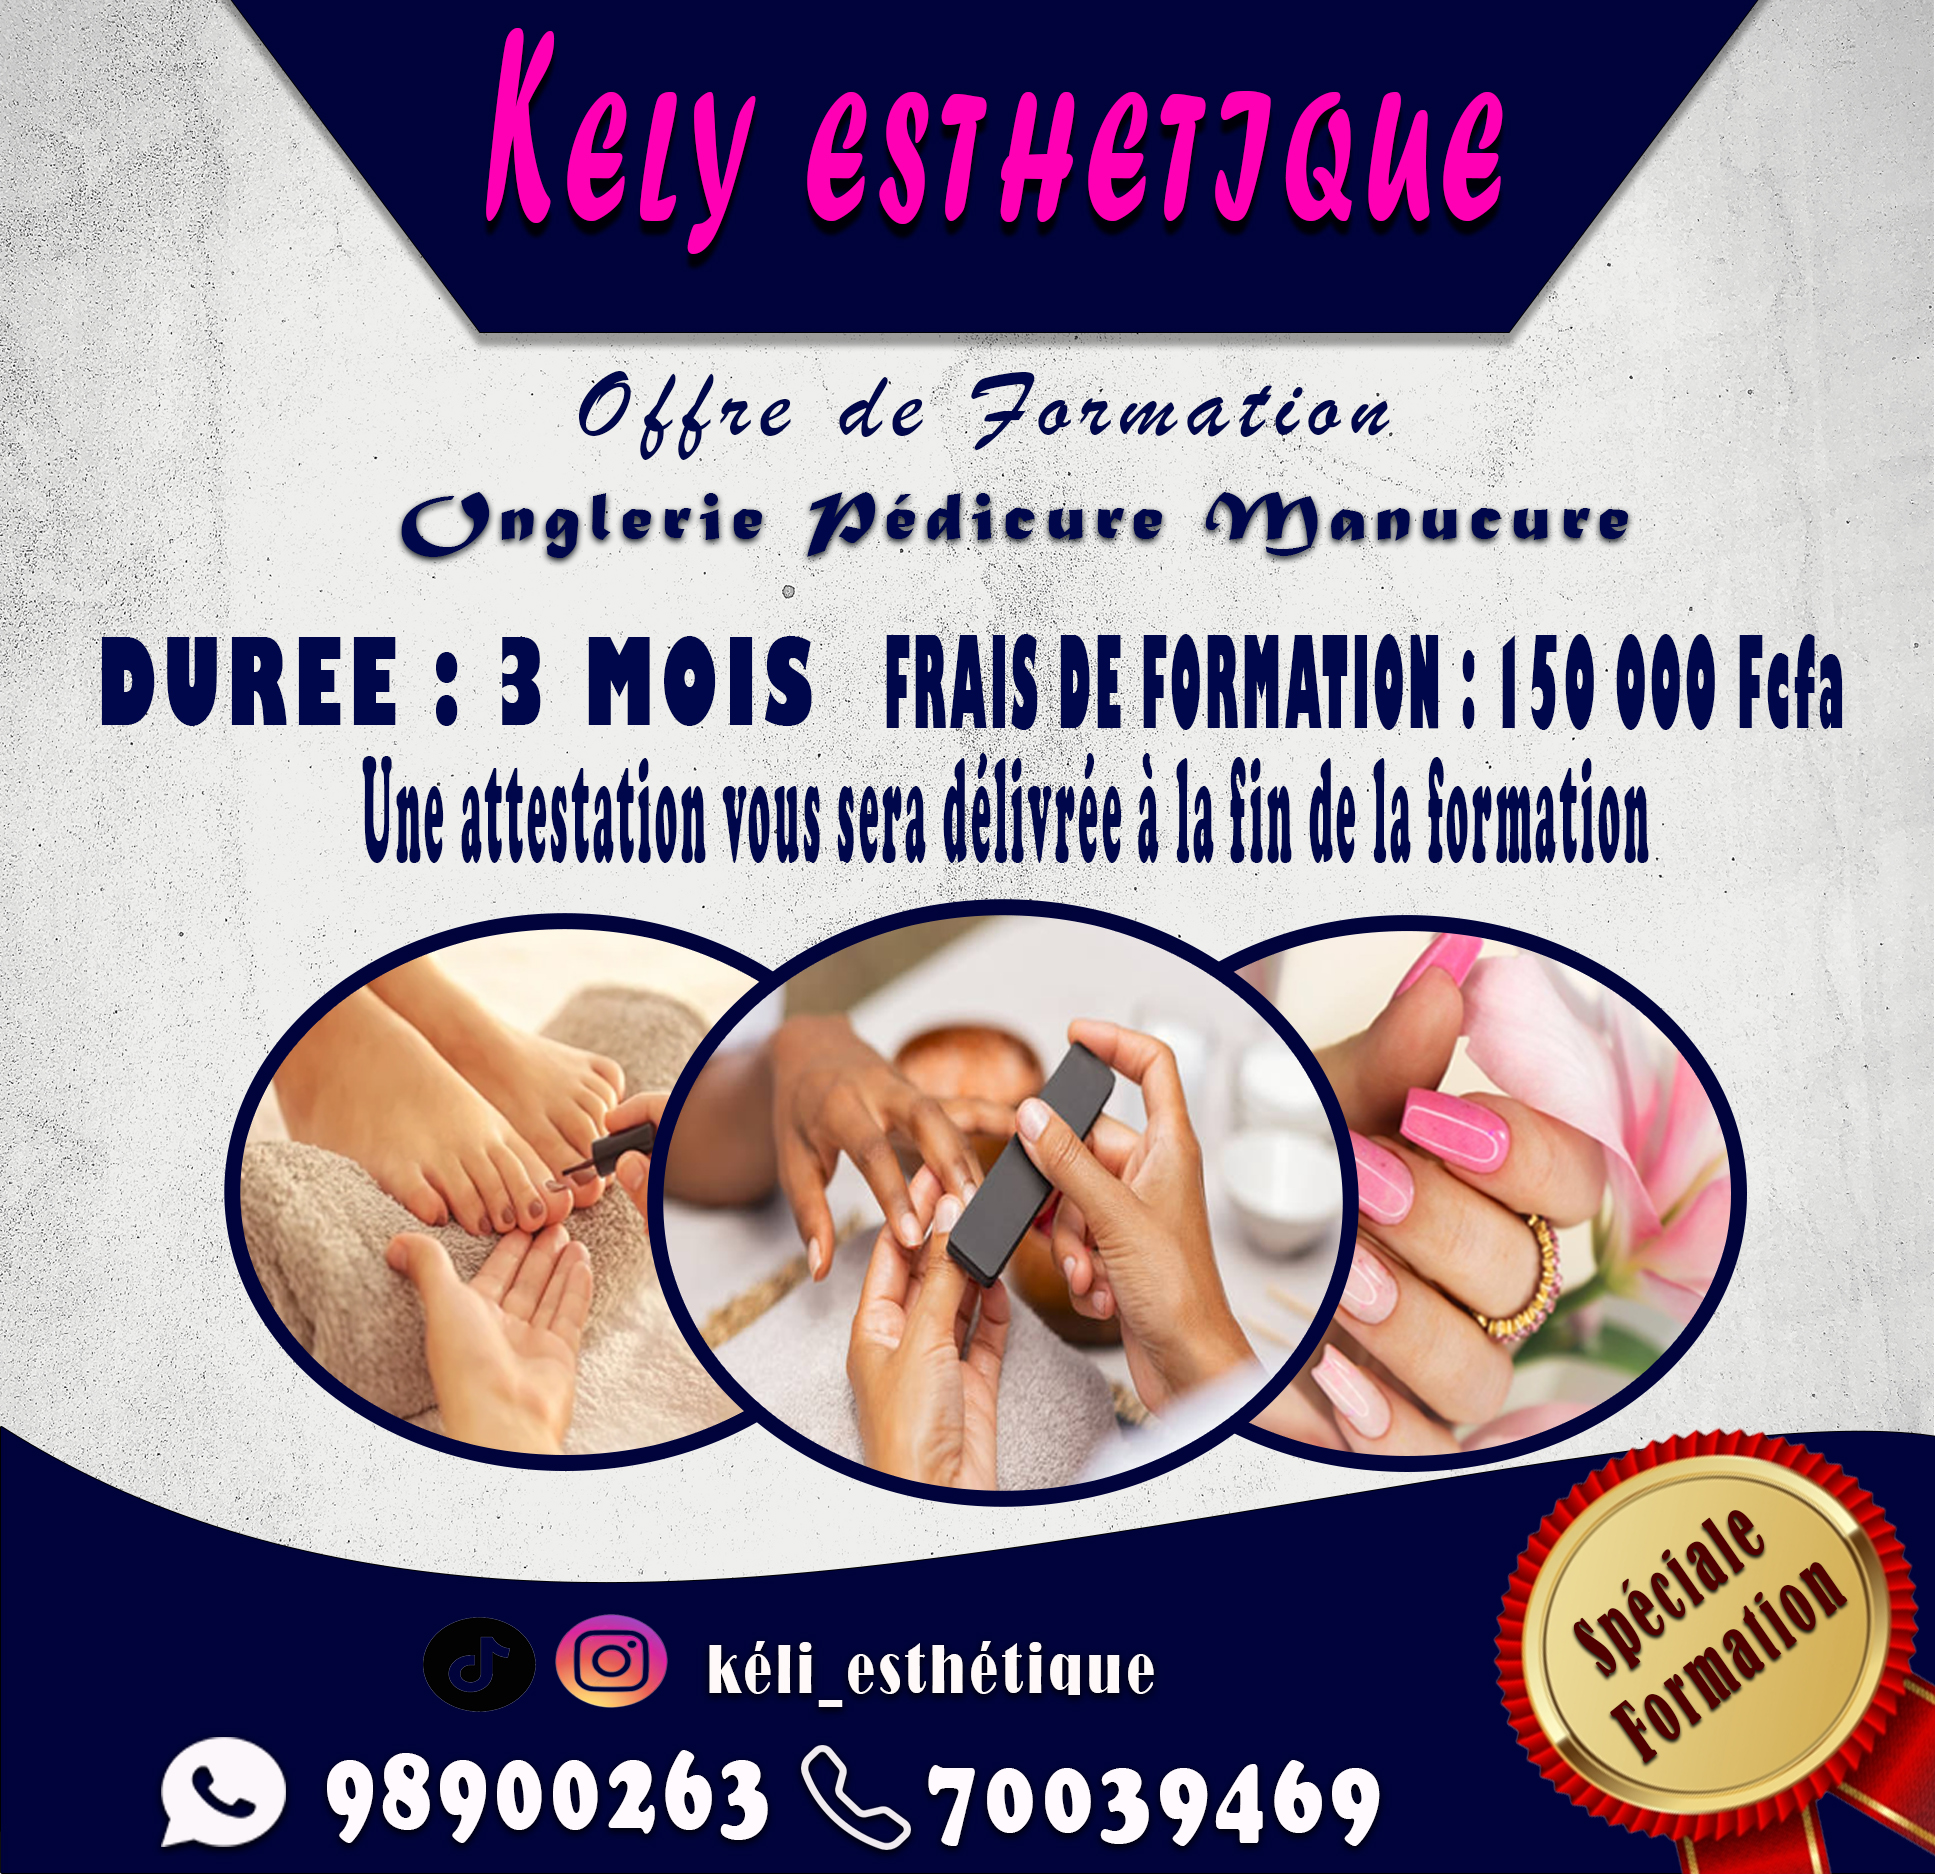 Kely ESTHETIQUE
Offre de Formation
Onglerie Pédicure Manucure
DUREE : 3 MOIS FRAIS DE FORMATION : 150 000 Fcfa
Une attestation vous sera délivrée à la fin de la formation
Spéciale
Formation
kéli_esthétique
98900263 70039469